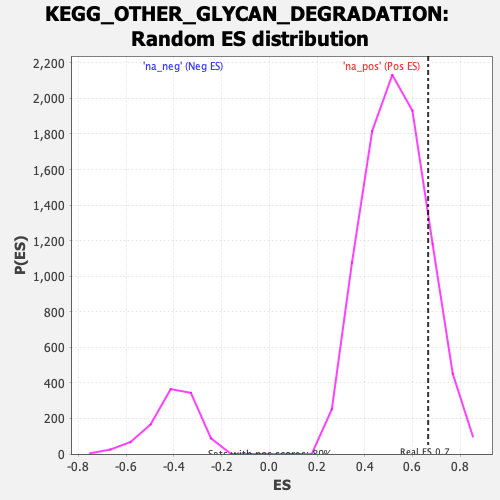 KEGG_OTHER_GLYCAN_DEGRADATION:
Random ES distribution
'na_neg' (Neg ES) 'na_pos' (Pos ES)
2,200
2,000
1,800
1,600
1,400
1,200
1,000
800
600
400
200
0
P(ES)
Sets with pos scores: 80%
Real ES 0.7
-0.8 -0.6 -0.4 -0.2 0.0 0.2 0.4 0.6 0.8
ES